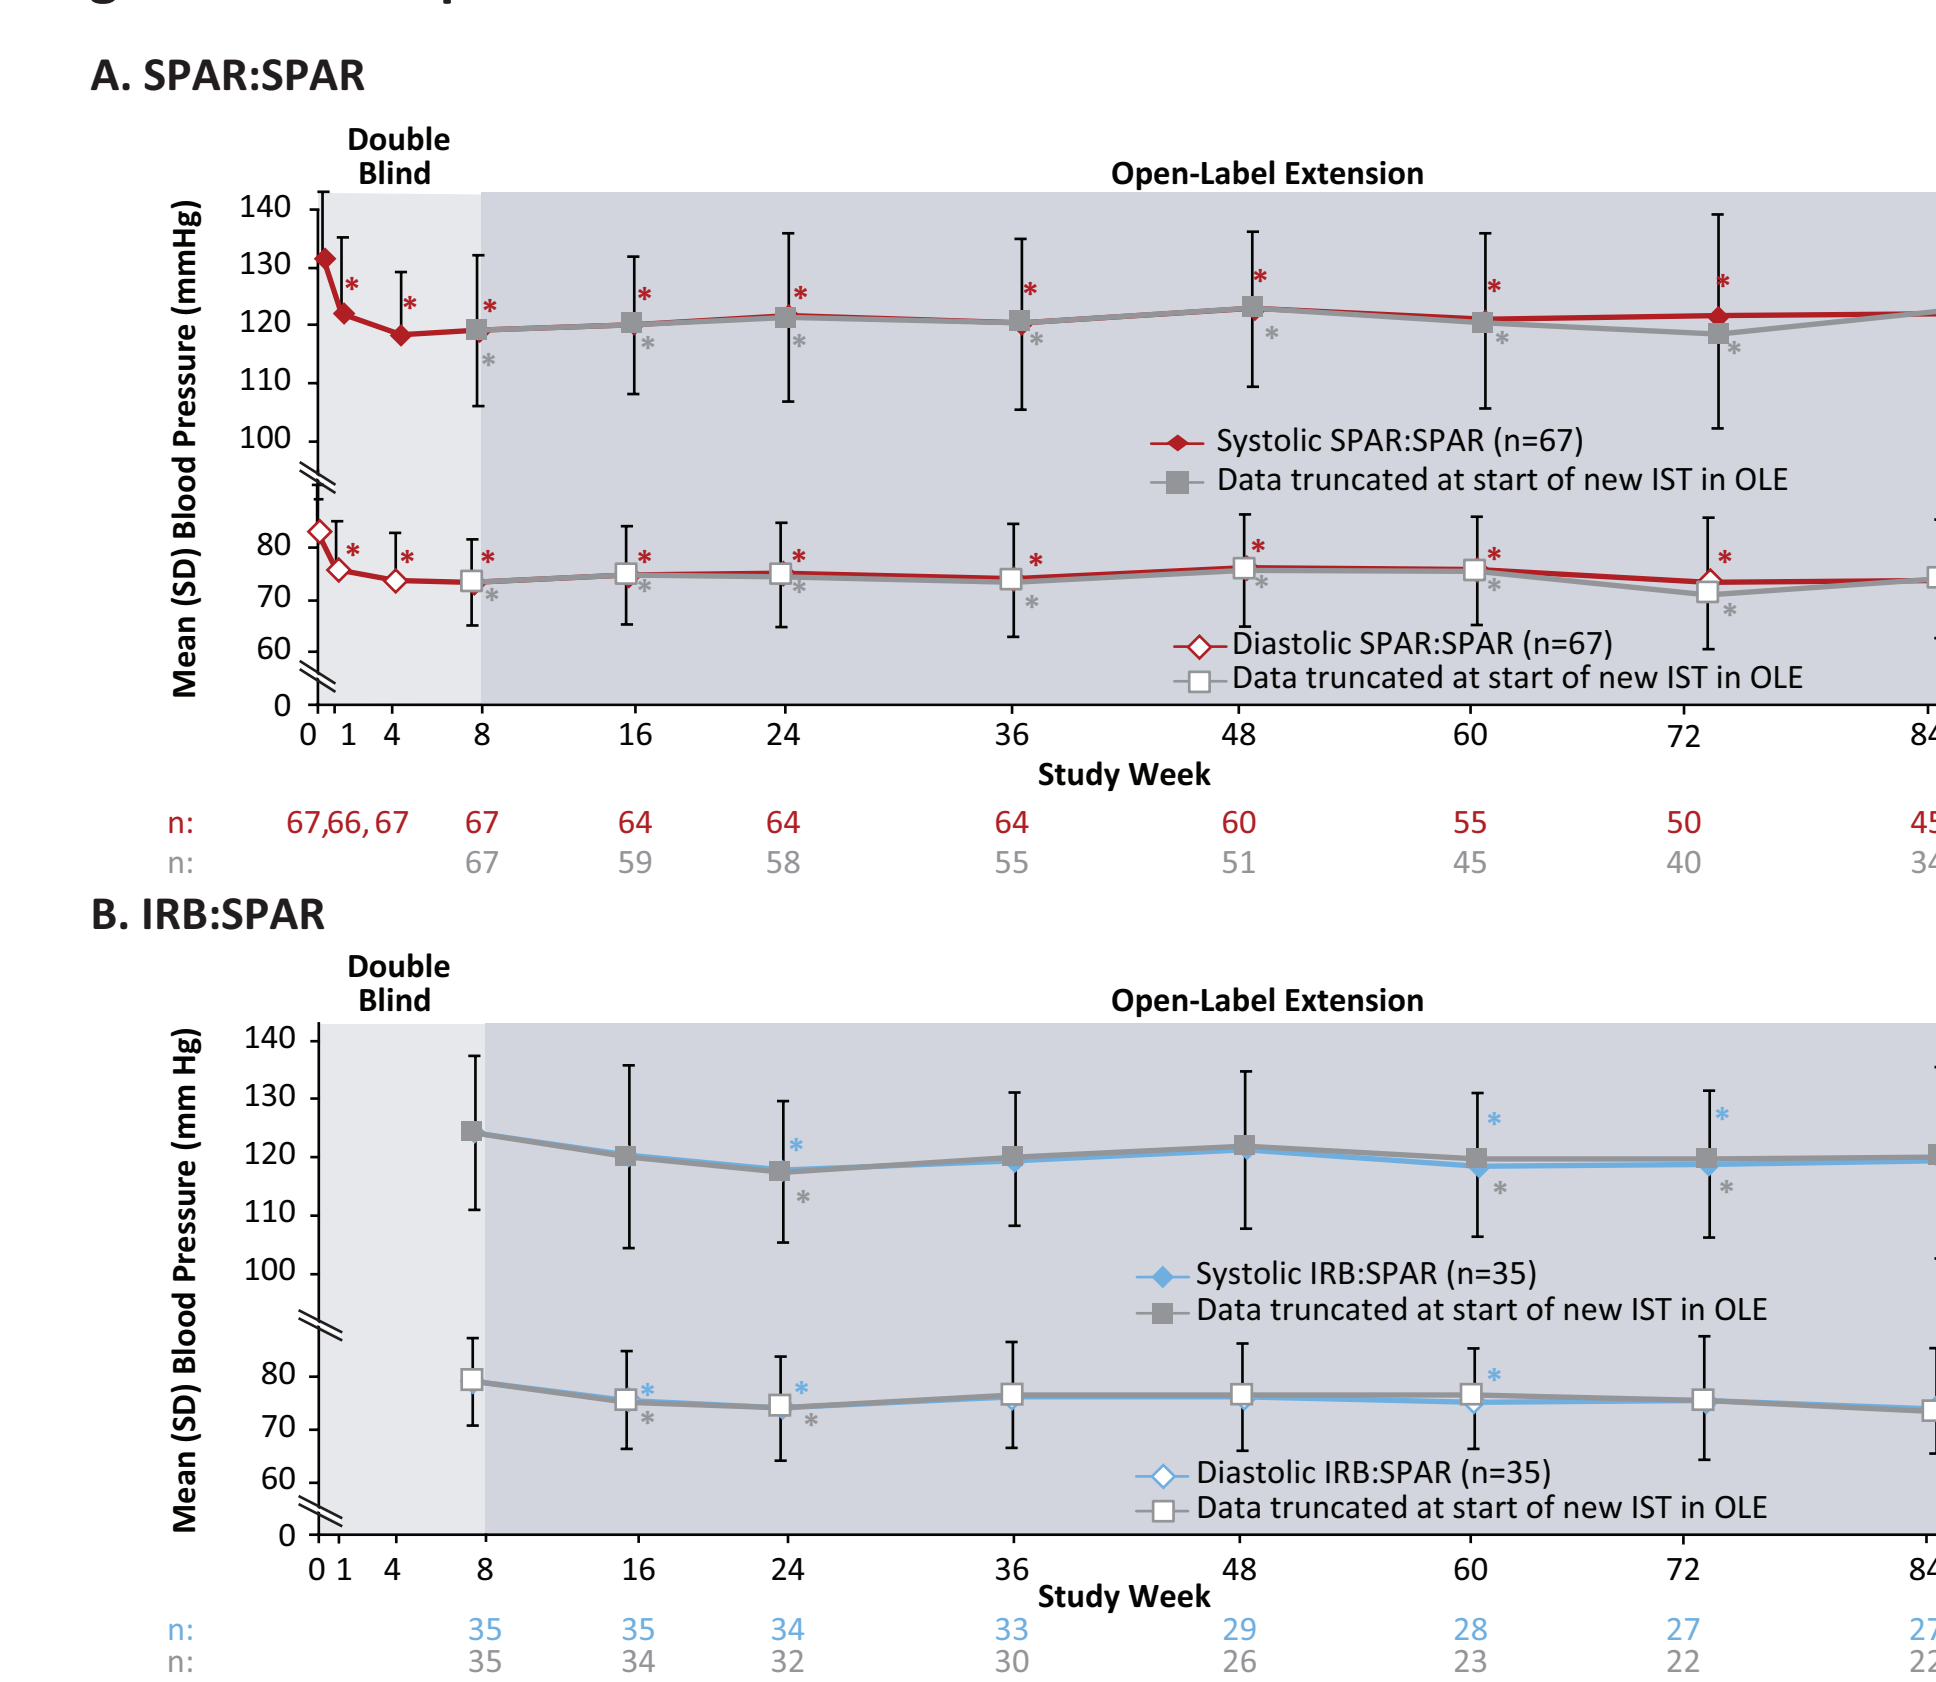 A. SPAR:SPAR
Double
Blind
Open-Label Extension
Mean (SD) Blood Pressure (mmHg)
140
130
120
110
100
80
70
60
0
* * * * * * * * * *
* * * * * * * *
Systolic SPAR:SPAR (n=67)
Data truncated at start of new IST in OLE
* * * * * * * * * *
* * * * * * * *
Diastolic SPAR:SPAR (n=67)
Data truncated at start of new IST in OLE
0 1 4 8 16 24 36 48 60 72
Study Week
n: 67,66, 67 67 64 64 64 60 55 50
n: 67 59 58 55 51 45 40
B. IRB:SPAR
Double
Blind
Open-Label Extension
Mean (SD) Blood Pressure (mm Hg)
140
130
120
110
100
80
70
60
0
* * *
* * *
Systolic IRB:SPAR (n=35)
Data truncated at start of new IST in OLE
* * *
* *
Diastolic IRB:SPAR (n=35)
Data truncated at start of new IST in OLE
0 1 4 8 16 24 36 48 60 72
Study Week
n: 35 35 34 33 29 28 27
n: 35 34 32 30 26 23 22